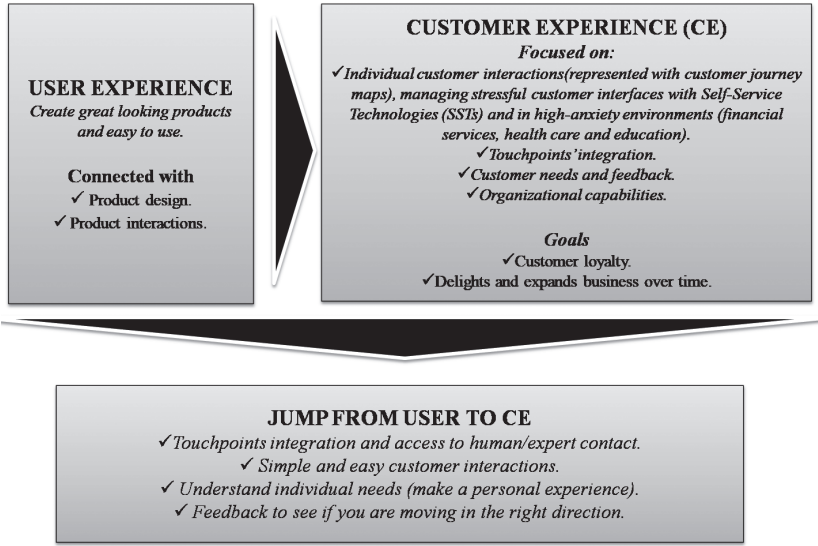 USER EXPERIENCE
Create great looking products
and easy to use.
Connected with
✓ Product design.
✓ Product interactions.
CUSTOMER EXPERIENCE (CE)
Focused on:
✓Individual customer interactions(represented with customer journey
maps), managing stressful customer interfaces with Self-Service
Technologies (SSTs) and in high-anxiety environments (financial
services, health care and education).
✓Touchpoints' integration.
✓Customer needs and feedback.
✓Organizational capabilities.
Goals
✓Customer loyalty.
✓Delights and expands business over time.
JUMP FROM USER TO CE
✓Touchpoints integration and access to human/expert contact.
✓ Simple and easy customer interactions.
✓ Understand individual needs (make a personal experience).
✓ Feedback to see if you are moving in the right direction.